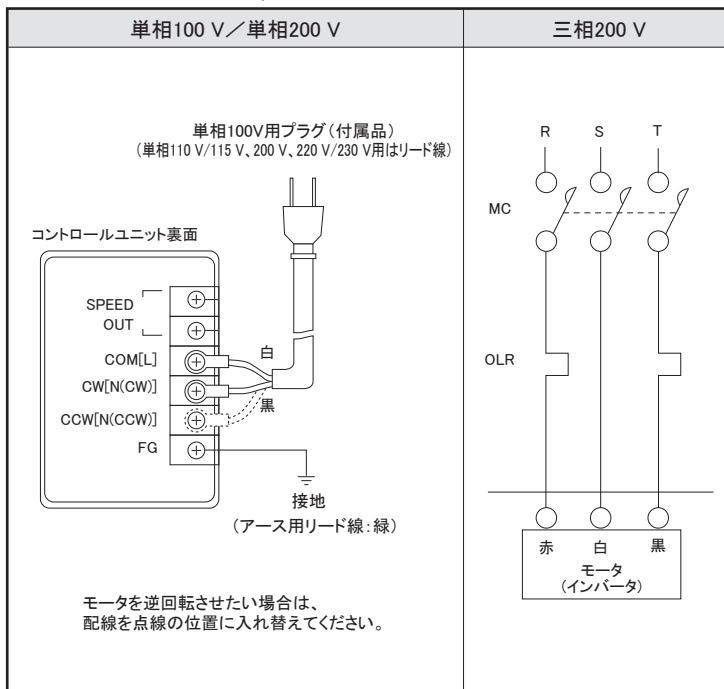 単相100 V／単相200 V
三相200 V
単相100V用プラグ（付属品）
（単相110 V/115 V、200 V、220 V/230 V用はリード線）
コントロールユニット裏面
SPEED
OUT
COM[L]
CW[N(CW)]
CCW[N(CCW)]
FG
白
黒
接地
（アース用リード線：緑）
モータを逆回転させたい場合は、
配線を点線の位置に入れ替えてください。
R S T
MC
OLR
赤 白 黒
モータ
（インバータ）